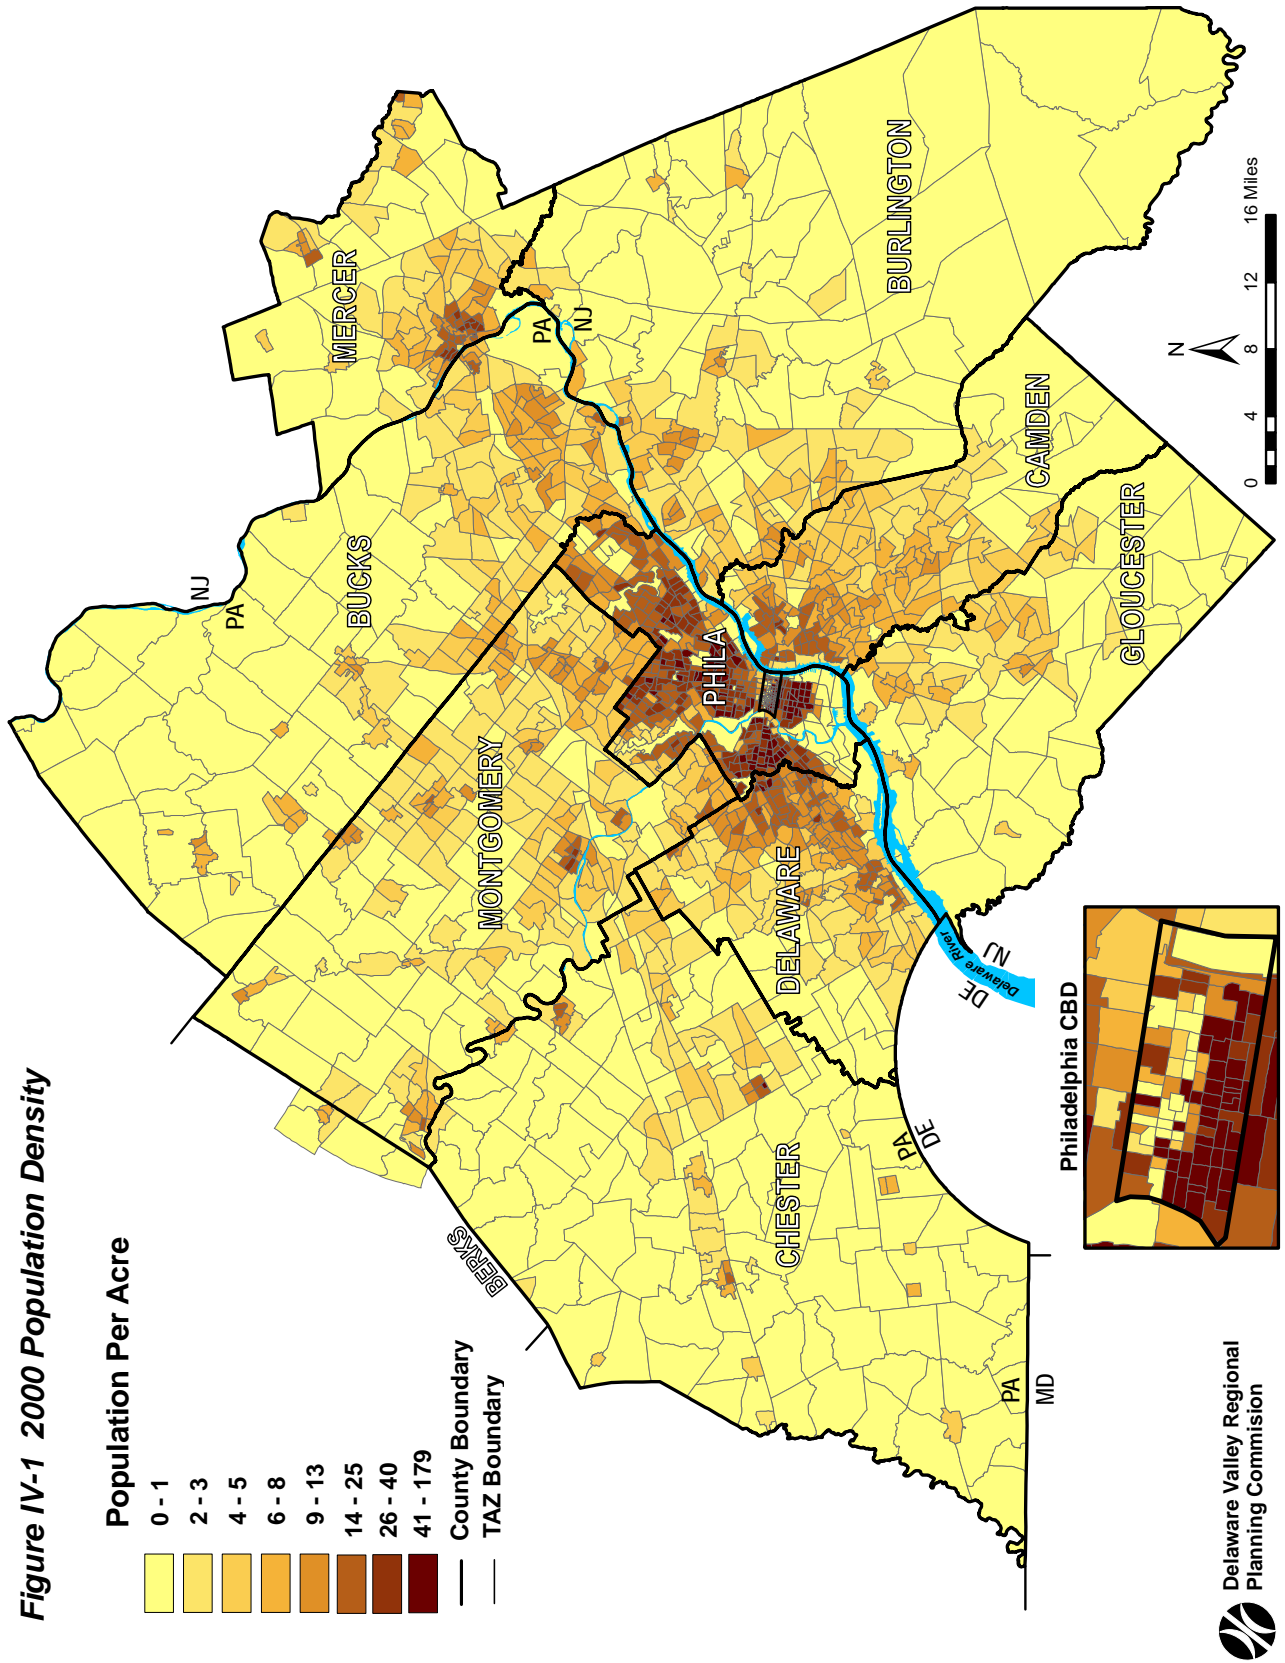 Figure IV-1 2000 Population Density
Population Per Acre
0 - 1
2 - 3
4 - 5
6 - 8
9 - 13
14 - 25
26 - 40
41 - 179
County Boundary
TAZ Boundary
NJ
PA
BUCKS
MERCER
PA
NJ
BURLINGTON
MONTGOMERY
PHILA
CAMDEN
GLOUCESTER
BERKS
CHESTER
DELAWARE
Delaware River
DE
NJ
PA
DE
PA
MD
N
0
4
8
12
16 Miles
Philadelphia CBD
Delaware Valley Regional
Planning Commision